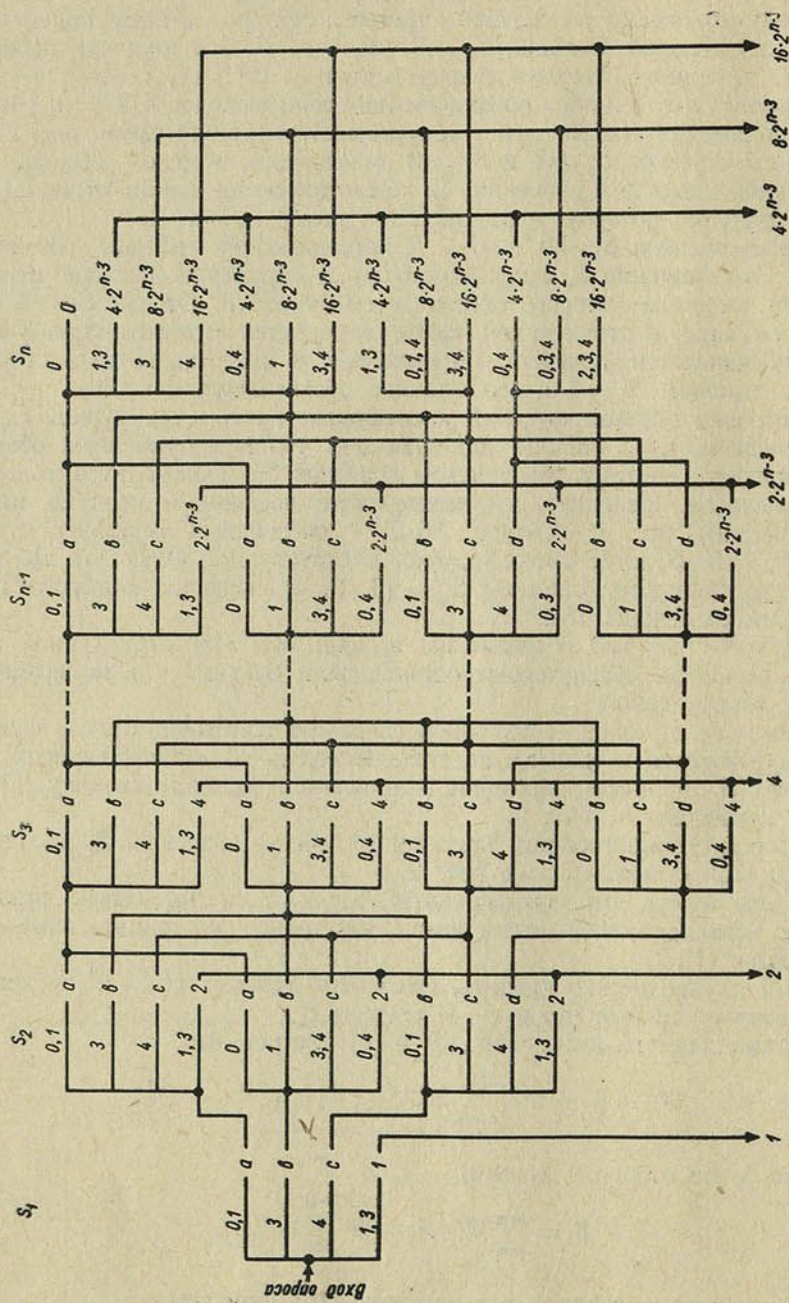 S₁ S₂ S₃ Sₙ₋₁ Sₙ
Вход опроса
0,1 a
3 в
4 c
1,3 1
0,1 a
3 в
4 c
1,3 2
0 a
1 в
3,4 c
0,4 2
0,1 в
3 c
4 d
1,3 2
0,1 a
3 в
4 c
1,3 4
0 a
1 в
3,4 c
0,4 4
0,1 в
3 c
4 d
1,3 4
0 в
1 c
3,4 d
0,4 4
0,1 a
3 в
4 c
1,3 2·2ⁿ⁻³
0 a
1 в
3,4 c
0,4 2·2ⁿ⁻³
0,1 в
3 c
4 d
0,3 2·2ⁿ⁻³
0 в
1 c
3,4 d
0,4 2·2ⁿ⁻³
0 0
1,3 4·2ⁿ⁻³
3 8·2ⁿ⁻³
4 16·2ⁿ⁻³
0,4 4·2ⁿ⁻³
1 8·2ⁿ⁻³
3,4 16·2ⁿ⁻³
1,3 4·2ⁿ⁻³
0,1,4 8·2ⁿ⁻³
3,4 16·2ⁿ⁻³
0,4 4·2ⁿ⁻³
0,3,4 8·2ⁿ⁻³
2,3,4 16·2ⁿ⁻³
1 2 4 2·2ⁿ⁻³ 4·2ⁿ⁻³ 8·2ⁿ⁻³ 16·2ⁿ⁻³